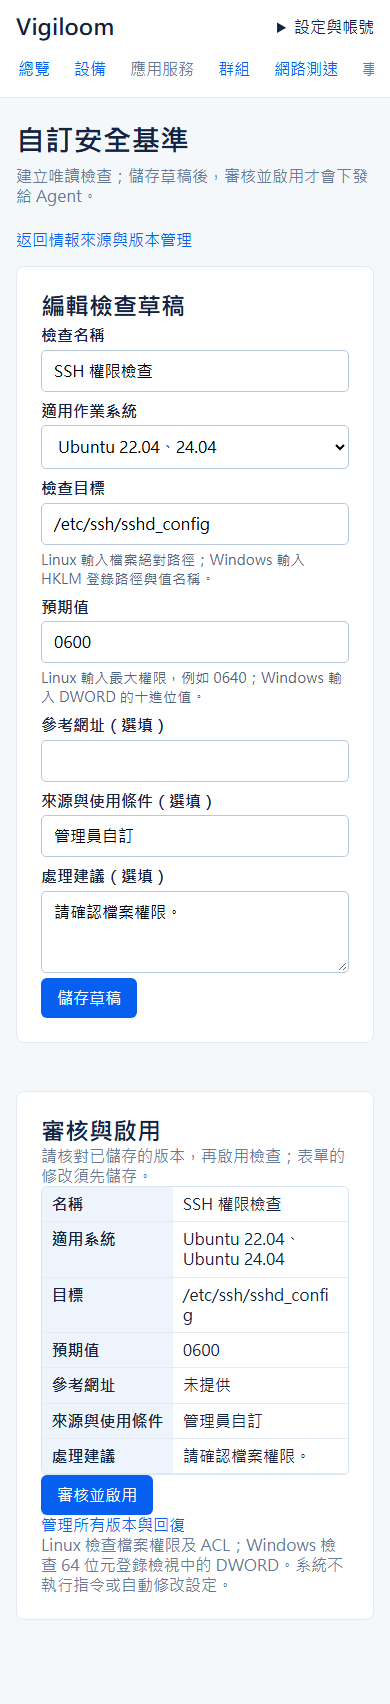 Vigiloom
▶ 設定與帳號
總覽 設備 應用服務 群組 網路測速
自訂安全基準
建立唯讀檢查；儲存草稿後，審核並啟用才會下發
給 Agent。
返回情報來源與版本管理
編輯檢查草稿
檢查名稱
SSH 權限檢查
適用作業系統
Ubuntu 22.04、24.04
檢查目標
/etc/ssh/sshd_config
Linux 輸入檔案絕對路徑；Windows 輸入
HKLM 登錄路徑與值名稱。
預期值
0600
Linux 輸入最大權限，例如 0640；Windows 輸
入 DWORD 的十進位值。
參考網址（選填）
來源與使用條件（選填）
管理員自訂
處理建議（選填）
請確認檔案權限。
儲存草稿
審核與啟用
請核對已儲存的版本，再啟用檢查；表單的
修改須先儲存。
名稱 SSH 權限檢查
適用系統 Ubuntu 22.04、
Ubuntu 24.04
目標 /etc/ssh/sshd_confi
g
預期值 0600
參考網址 未提供
來源與使用條件 管理員自訂
處理建議 請確認檔案權限。
審核並啟用
管理所有版本與回復
Linux 檢查檔案權限及 ACL；Windows 檢
查 64 位元登錄檢視中的 DWORD。系統不
執行指令或自動修改設定。